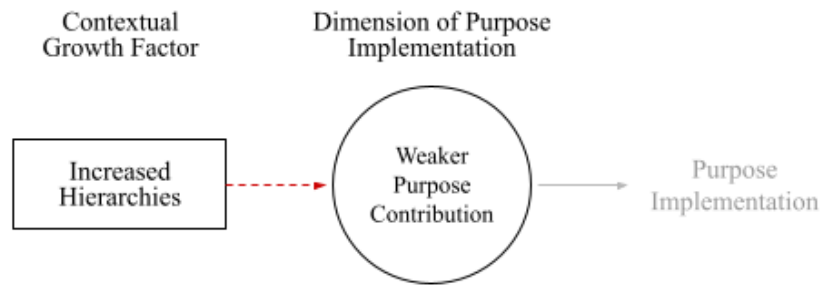 Contextual
Growth Factor
Dimension of Purpose
Implementation
Increased
Hierarchies
Weaker
Purpose
Contribution
Purpose
Implementation